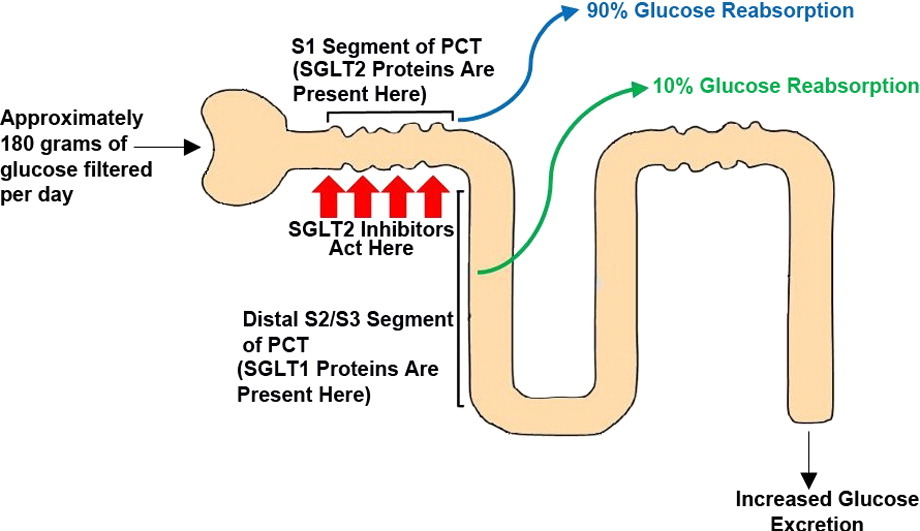 90% Glucose Reabsorption
S1 Segment of PCT
(SGLT2 Proteins Are
Present Here)
10% Glucose Reabsorption
Approximately
180 grams of
glucose filtered
per day
SGLT2 Inhibitors
Act Here
Distal S2/S3 Segment
of PCT
(SGLT1 Proteins Are
Present Here)
Increased Glucose
Excretion